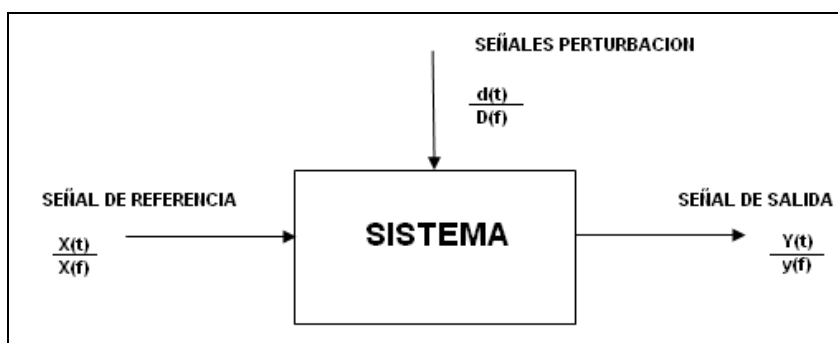 SEÑALES PERTURBACION
d(t)
D(f)
SEÑAL DE REFERENCIA
X(t)
X(f)
SISTEMA
SEÑAL DE SALIDA
Y(t)
y(f)